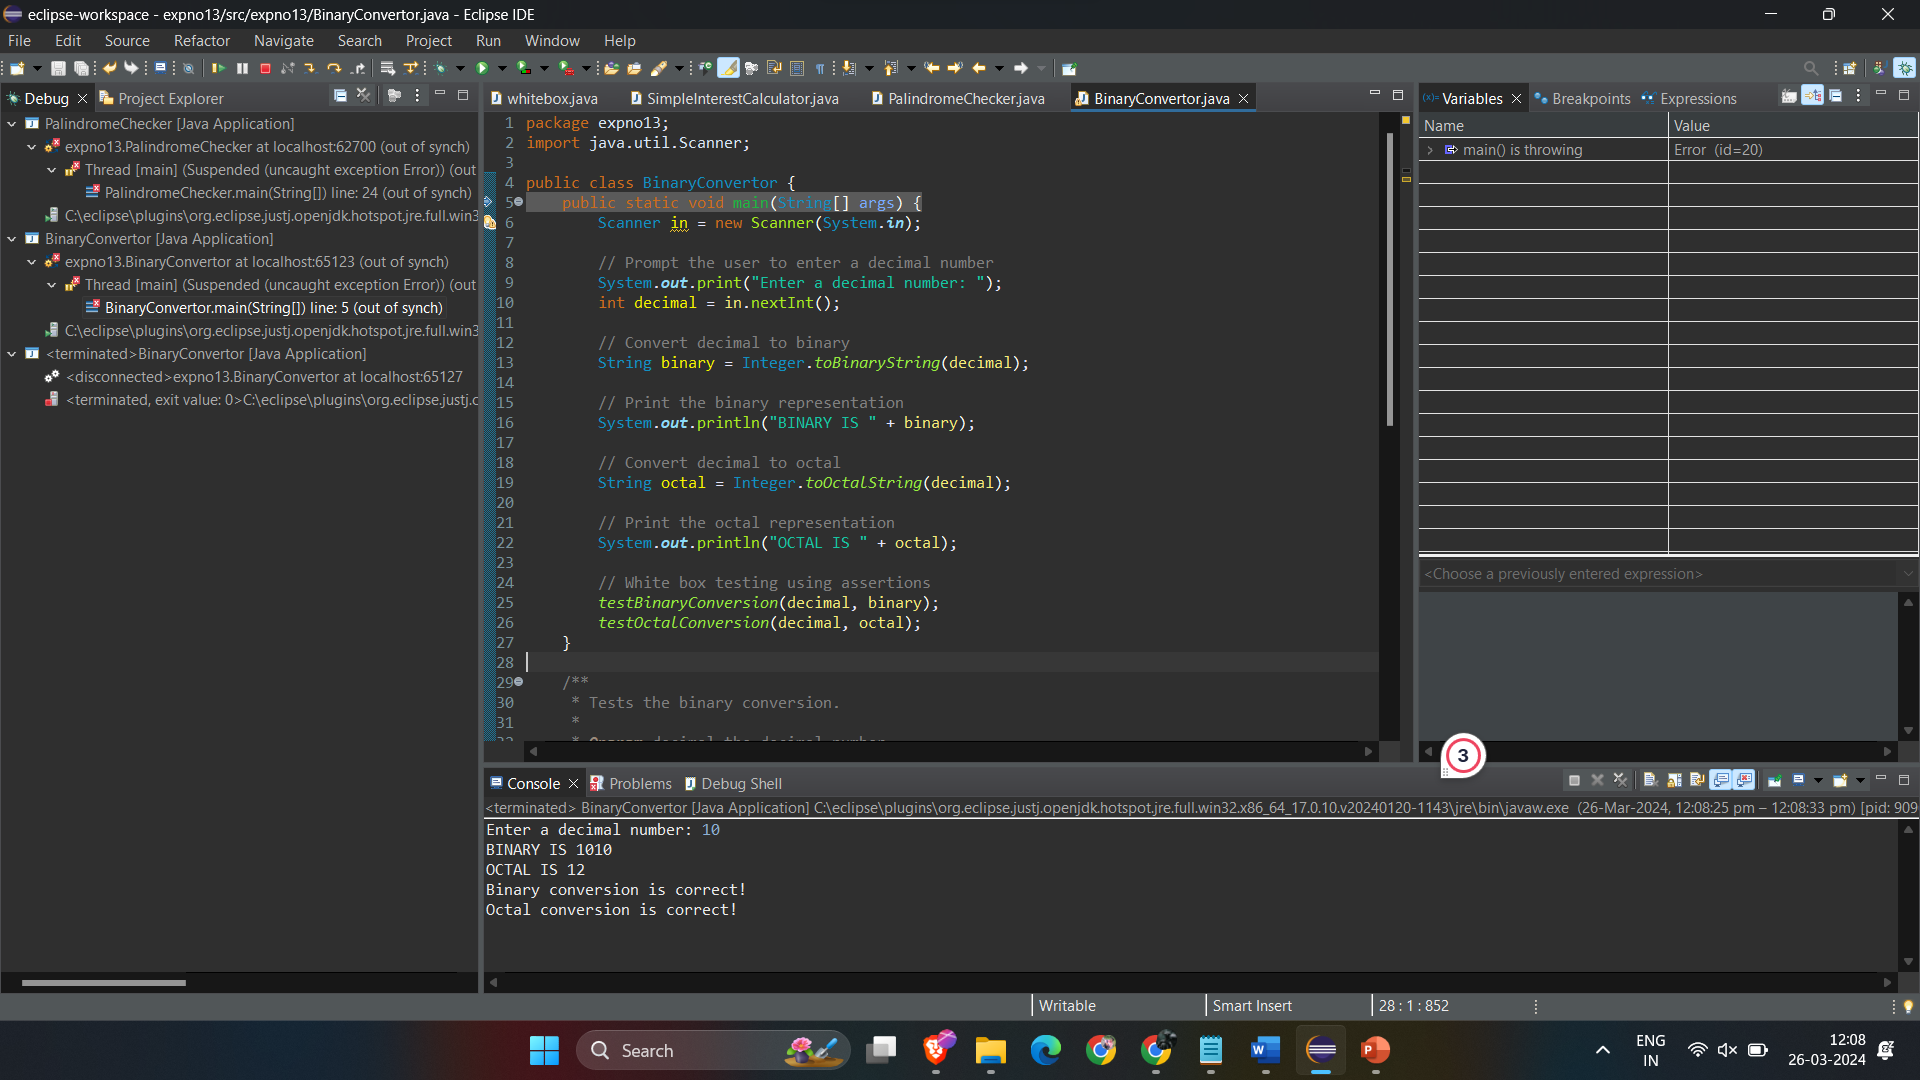 eclipse-workspace - expno13/src/expno13/BinaryConvertor.java - Eclipse IDE
File Edit Source Refactor Navigate Search Project Run Window Help
Debug Project Explorer
PalindromeChecker [Java Application]
expno13.PalindromeChecker at localhost:62700 (out of synch)
Thread [main] (Suspended (uncaught exception Error)) (out
PalindromeChecker.main(String[]) line: 24 (out of synch)
C:\eclipse\plugins\org.eclipse.justj.openjdk.hotspot.jre.full.win3
BinaryConvertor [Java Application]
expno13.BinaryConvertor at localhost:65123 (out of synch)
Thread [main] (Suspended (uncaught exception Error)) (out
BinaryConvertor.main(String[]) line: 5 (out of synch)
C:\eclipse\plugins\org.eclipse.justj.openjdk.hotspot.jre.full.win3
<terminated>BinaryConvertor [Java Application]
<disconnected>expno13.BinaryConvertor at localhost:65127
<terminated, exit value: 0>C:\eclipse\plugins\org.eclipse.justj.c
whitebox.java SimpleInterestCalculator.java PalindromeChecker.java BinaryConvertor.java
1 package expno13;
2 import java.util.Scanner;
3
4 public class BinaryConvertor {
5 public static void main(String[] args) {
6 Scanner in = new Scanner(System.in);
7
8 // Prompt the user to enter a decimal number
9 System.out.print("Enter a decimal number: ");
10 int decimal = in.nextInt();
11
12 // Convert decimal to binary
13 String binary = Integer.toBinaryString(decimal);
14
15 // Print the binary representation
16 System.out.println("BINARY IS " + binary);
17
18 // Convert decimal to octal
19 String octal = Integer.toOctalString(decimal);
20
21 // Print the octal representation
22 System.out.println("OCTAL IS " + octal);
23
24 // White box testing using assertions
25 testBinaryConversion(decimal, binary);
26 testOctalConversion(decimal, octal);
27 }
28
29 /**
30 * Tests the binary conversion.
31 *
Variables Breakpoints Expressions
Name Value
main() is throwing Error (id=20)
<Choose a previously entered expression>
3
Console Problems Debug Shell
<terminated> BinaryConvertor [Java Application] C:\eclipse\plugins\org.eclipse.justj.openjdk.hotspot.jre.full.win32.x86_64_17.0.10.v20240120-1143\jre\bin\javaw.exe (26-Mar-2024, 12:08:25 pm – 12:08:33 pm) [pid: 909
Enter a decimal number: 10
BINARY IS 1010
OCTAL IS 12
Binary conversion is correct!
Octal conversion is correct!
Writable Smart Insert 28 : 1 : 852
Search
ENG
IN
12:08
26-03-2024